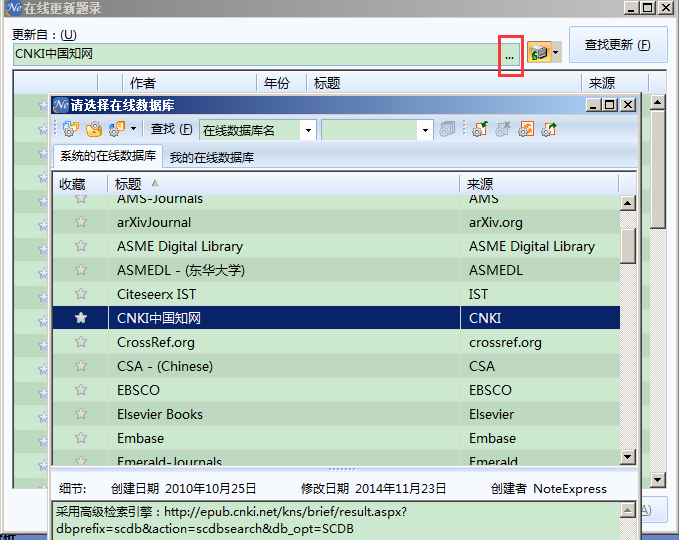 Ne 在线更新题录
更新自：(U)
CNKI中国知网
...
查找更新 (F)
作者 年份 标题 来源
Ne 请选择在线数据库
查找 (F) 在线数据库名
系统的在线数据库 我的在线数据库
收藏 标题 来源
AMS-Journals AMS
arXivJournal arXiv.org
ASME Digital Library ASME Digital Library
ASMEDL - (东华大学) ASMEDL
Citeseerx IST IST
CNKI中国知网 CNKI
CrossRef.org crossref.org
CSA - (Chinese) CSA
EBSCO EBSCO
Elsevier Books Elsevier
Embase Embase
Emerald-Journals Emerald
细节: 创建日期 2010年10月25日 修改日期 2014年11月23日 创建者 NoteExpress
A)
采用高级检索引擎：http://epub.cnki.net/kns/brief/result.aspx?
dbprefix=scdb&action=scdbsearch&db_opt=SCDB